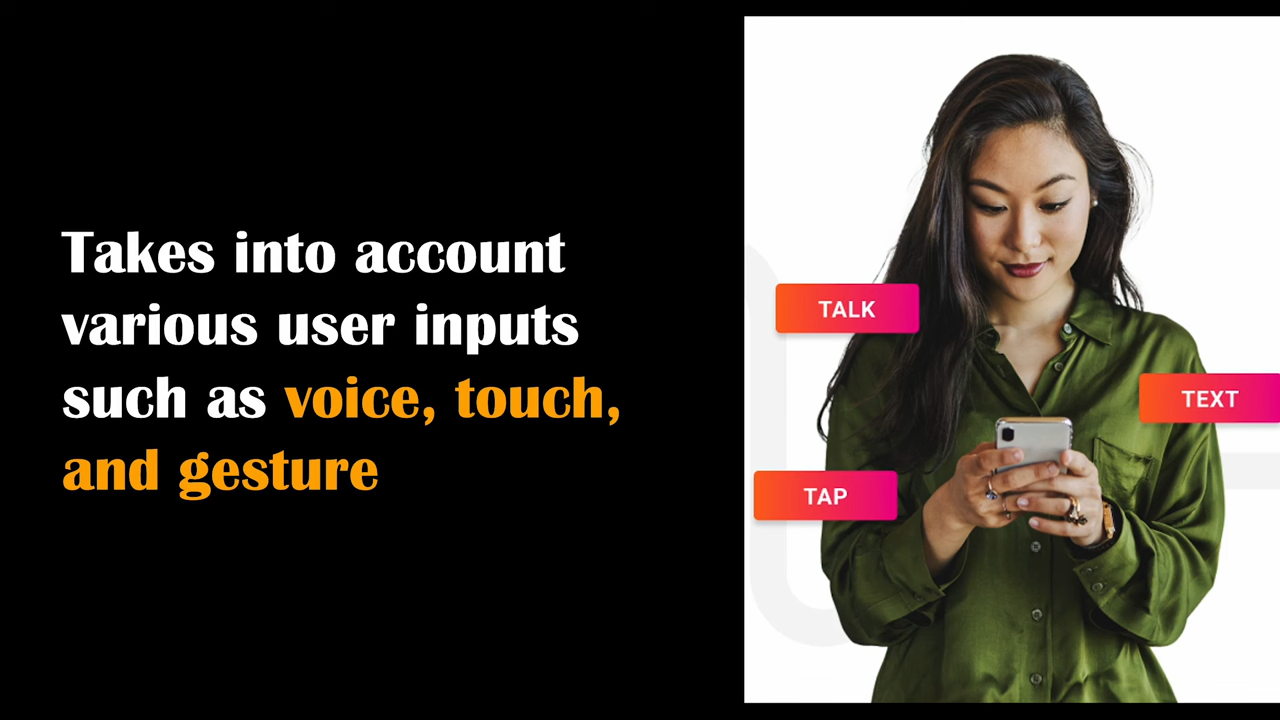 Takes into account
various user inputs
such as voice, touch,
and gesture
TALK
TEXT
TAP